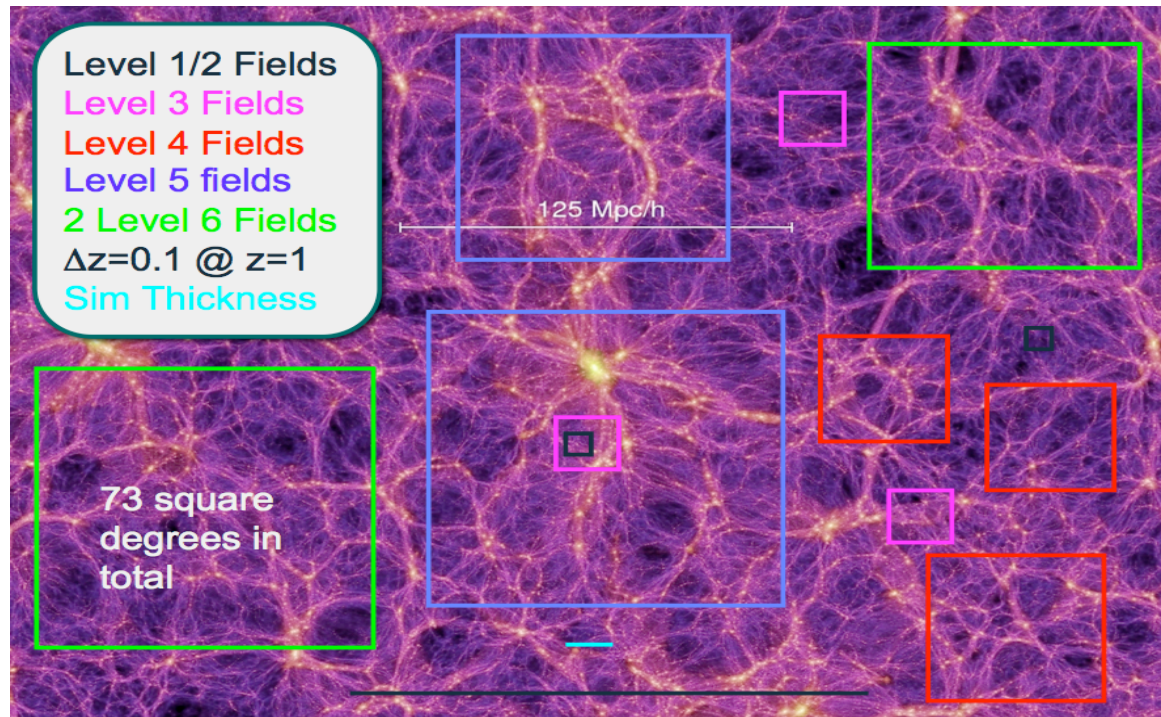 Level 1/2 Fields
Level 3 Fields
Level 4 Fields
Level 5 fields
2 Level 6 Fields
Δz=0.1 @ z=1
Sim Thickness
125 Mpc/h
73 square
degrees in
total